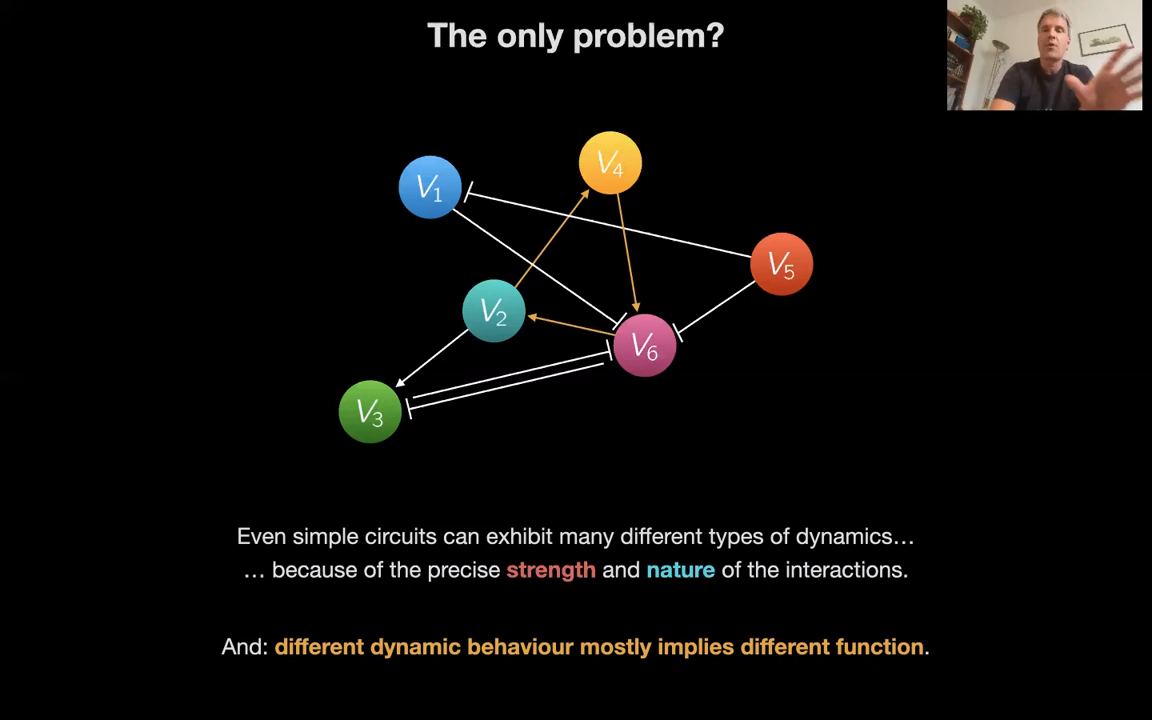 The only problem?
V4
V1
V5
V2
V6
V3
Even simple circuits can exhibit many different types of dynamics…
… because of the precise strength and nature of the interactions.
And: different dynamic behaviour mostly implies different function.